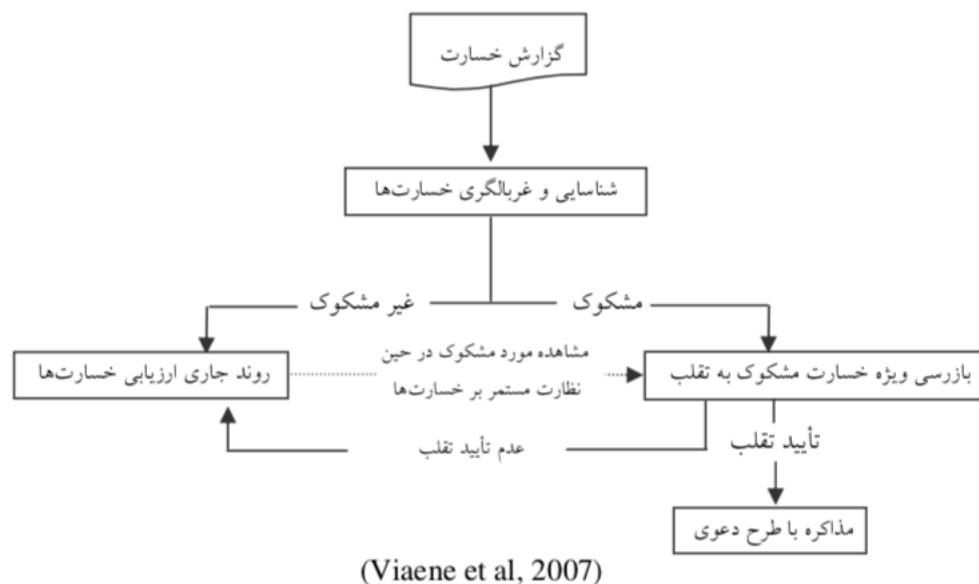 گزارش خسارت
شناسایی و غربالگری خسارت‌ها
مشکوک
غیر مشکوک
بازرسی ویژه خسارت مشکوک به تقلب
مشاهده مورد مشکوک در حین
نظارت مستمر بر خسارت‌ها
روند جاری ارزیابی خسارت‌ها
تأیید تقلب
عدم تأیید تقلب
مذاکره با طرح دعوی
(Viaene et al, 2007)